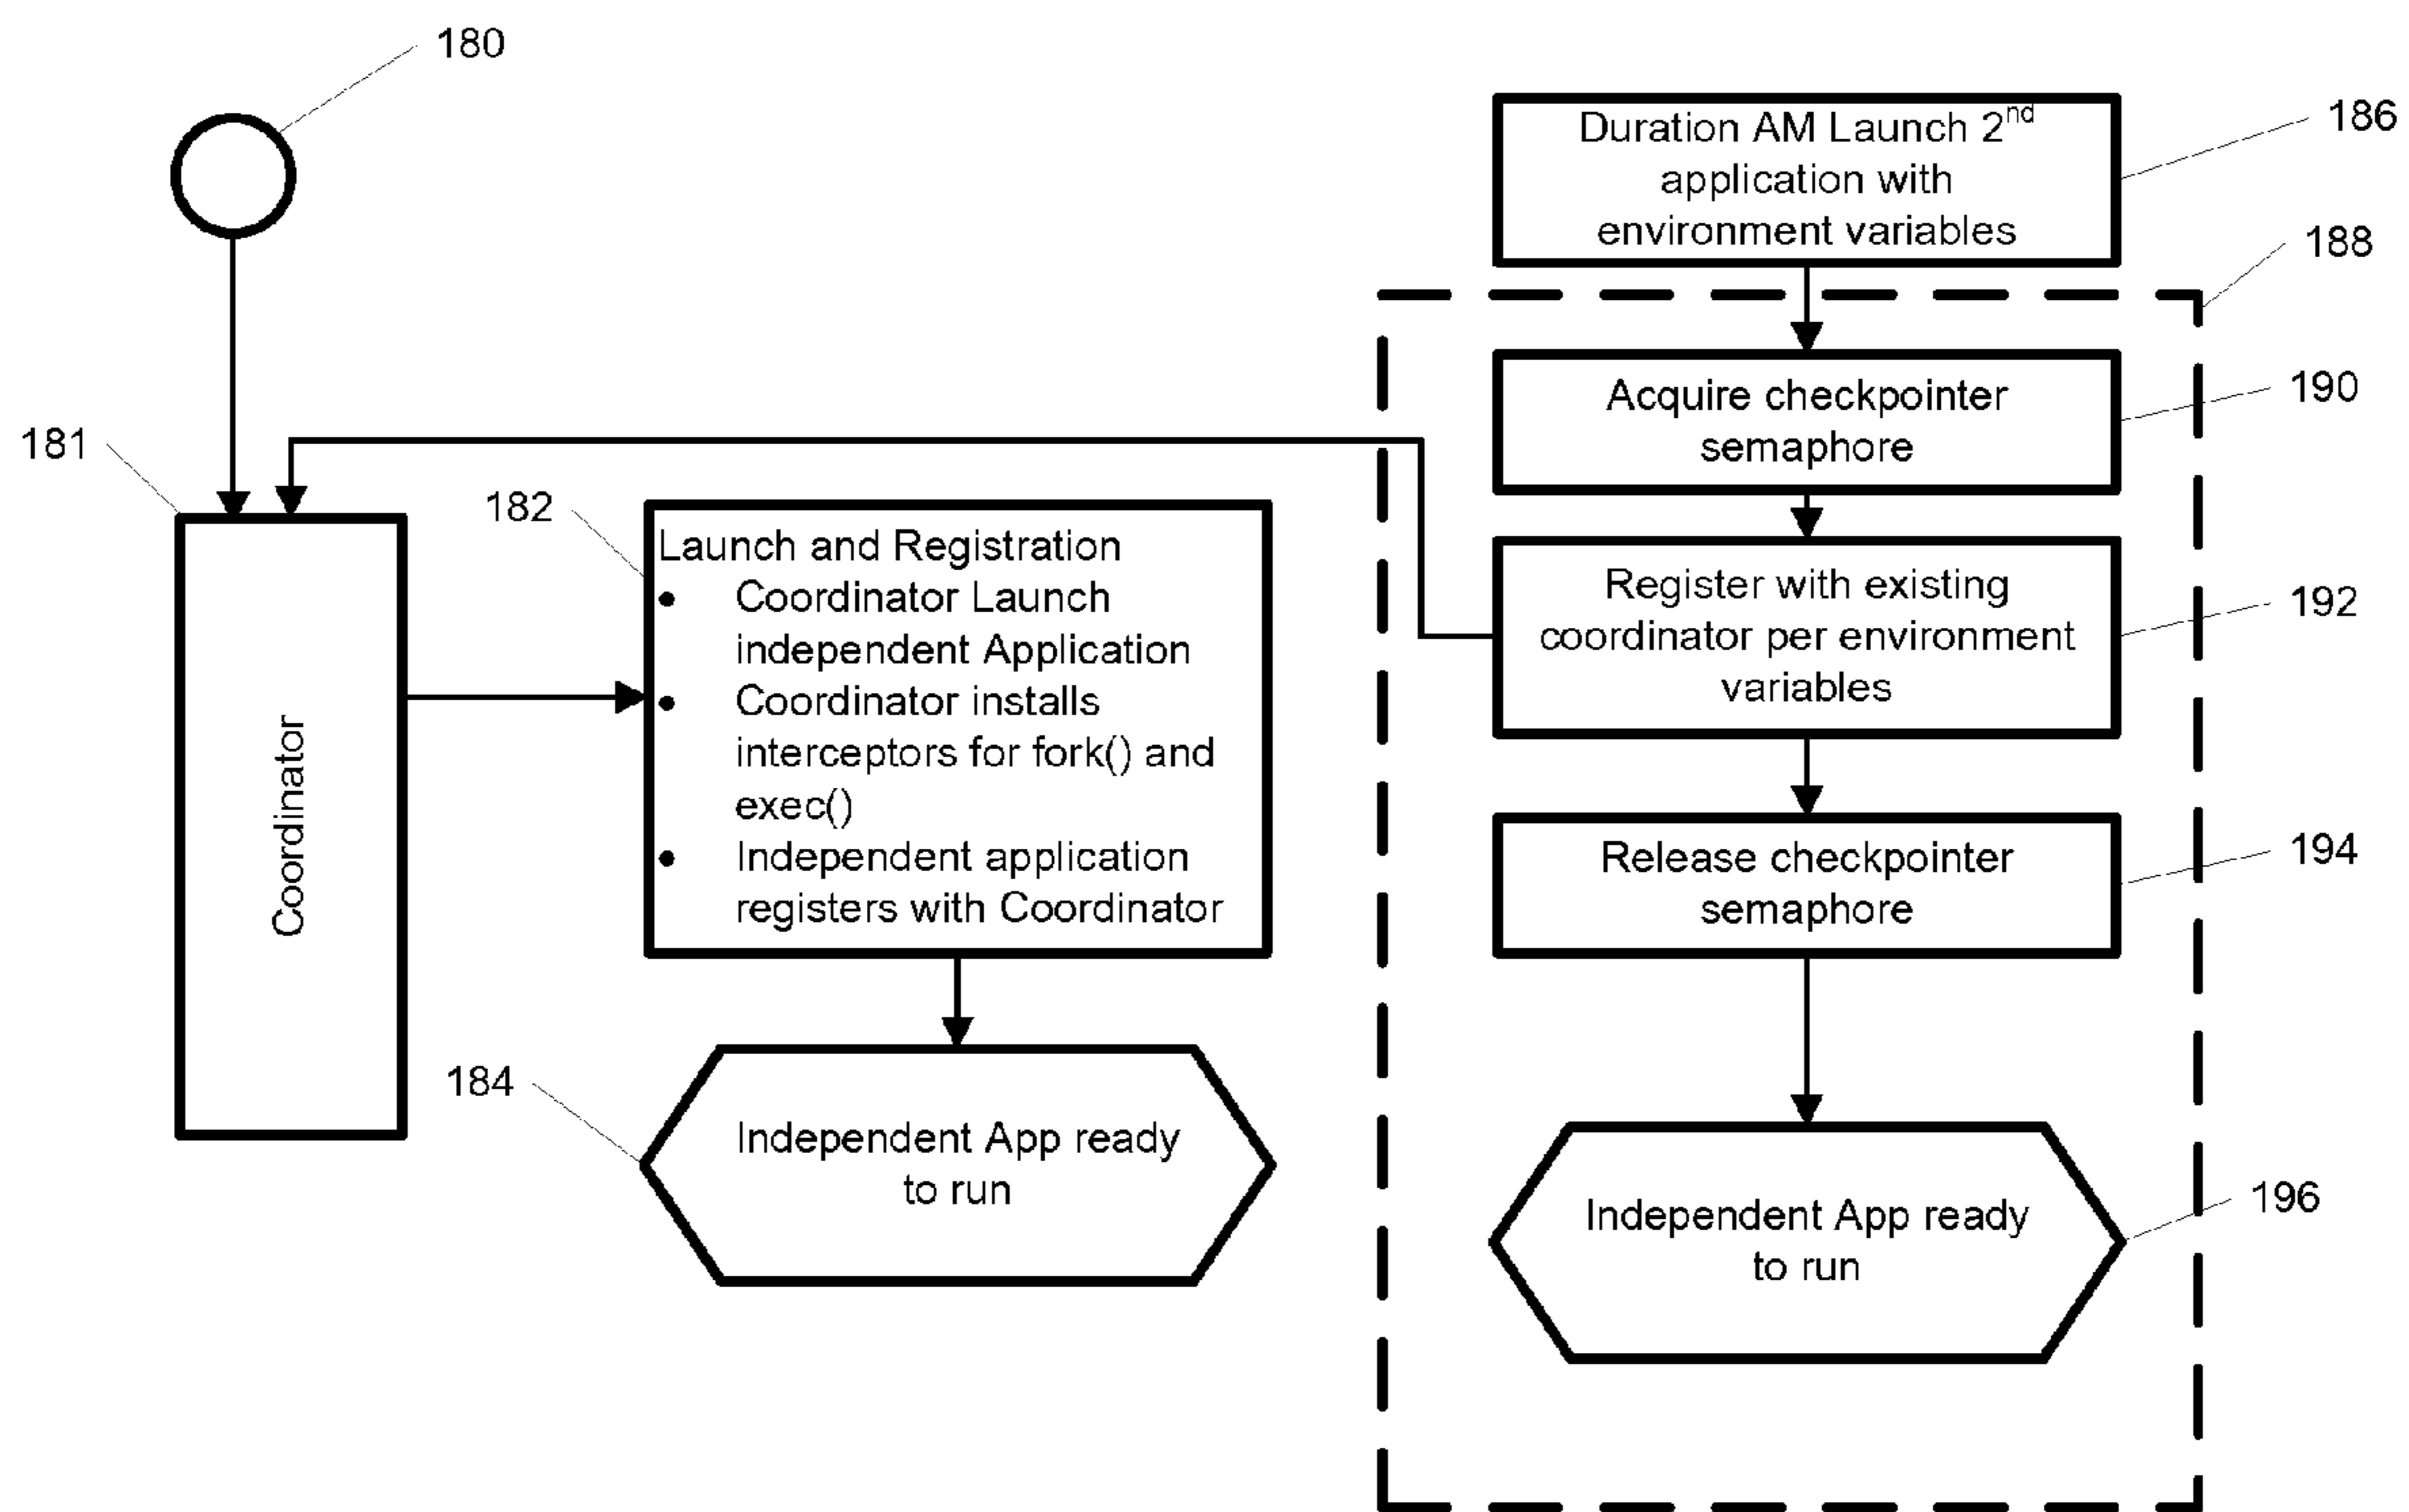 180
Duration AM Launch 2nd
application with
environment variables
186
188
Acquire checkpointer
semaphore
190
181
182
Launch and Registration
• Coordinator Launch
independent Application
• Coordinator installs
interceptors for fork() and
exec()
• Independent application
registers with Coordinator
Register with existing
coordinator per environment
variables
192
Coordinator
Release checkpointer
semaphore
194
184
Independent App ready
to run
Independent App ready
to run
196